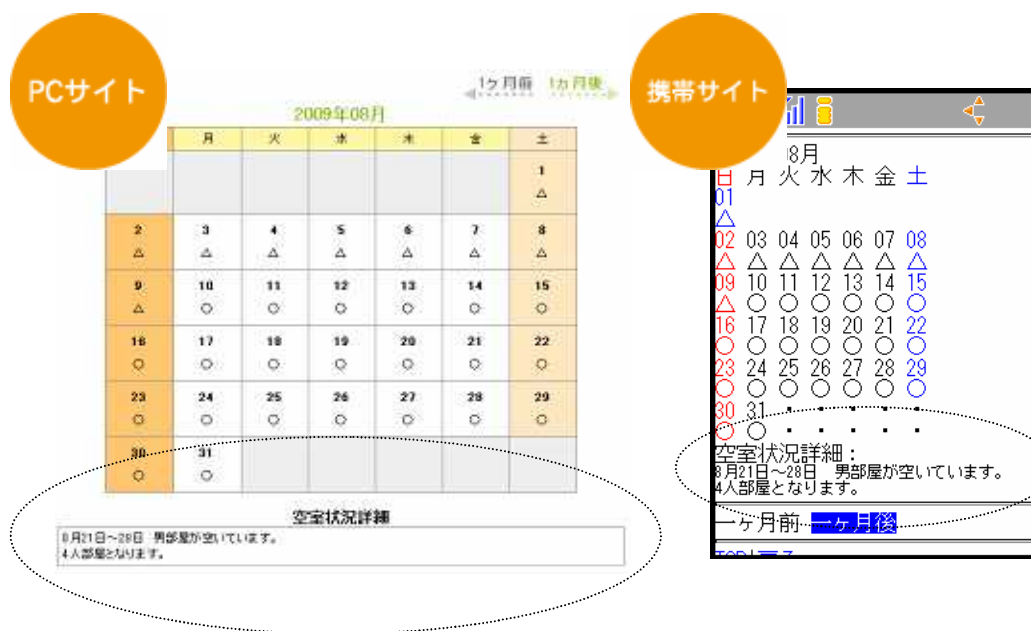 PCサイト
1ヶ月前 1ヵ月後
2009年08月
月 火 水 木 金 土
1
△
2 3 4 5 6 7 8
△ △ △ △ △ △ △
9 10 11 12 13 14 15
△ ○ ○ ○ ○ ○ ○
16 17 18 19 20 21 22
○ ○ ○ ○ ○ ○ ○
23 24 25 26 27 28 29
○ ○ ○ ○ ○ ○ ○
30 31
○ ○
空室状況詳細
8月21日～28日 男部屋が空いています。
4人部屋となります。
携帯サイト
8月
日 月 火 水 木 金 土
01
△
02 03 04 05 06 07 08
△ △ △ △ △ △ △
09 10 11 12 13 14 15
△ ○ ○ ○ ○ ○ ○
16 17 18 19 20 21 22
○ ○ ○ ○ ○ ○ ○
23 24 25 26 27 28 29
○ ○ ○ ○ ○ ○ ○
30 31 ・ ・ ・ ・ ・
○ ○ ・ ・ ・ ・ ・
空室状況詳細：
8月21日～28日 男部屋が空いています。
4人部屋となります。
一ヶ月前 一ヶ月後